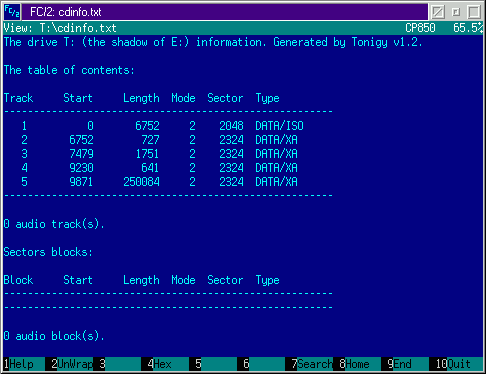 FC/2 FC/2: cdinfo.txt
View: T:\cdinfo.txt CP850 65.5%
The drive T: (the shadow of E:) information. Generated by Tonigy v1.2.
The table of contents:
Track Start Length Mode Sector Type
---------------------------------------------------
1 0 6752 2 2048 DATA/ISO
2 6752 727 2 2324 DATA/XA
3 7479 1751 2 2324 DATA/XA
4 9230 641 2 2324 DATA/XA
5 9871 250084 2 2324 DATA/XA
---------------------------------------------------
0 audio track(s).
Sectors blocks:
Block Start Length Mode Sector Type
---------------------------------------------------
---------------------------------------------------
0 audio block(s).
1Help 2UnWrap 3 4Hex 5 6 7Search 8Home 9End 10Quit